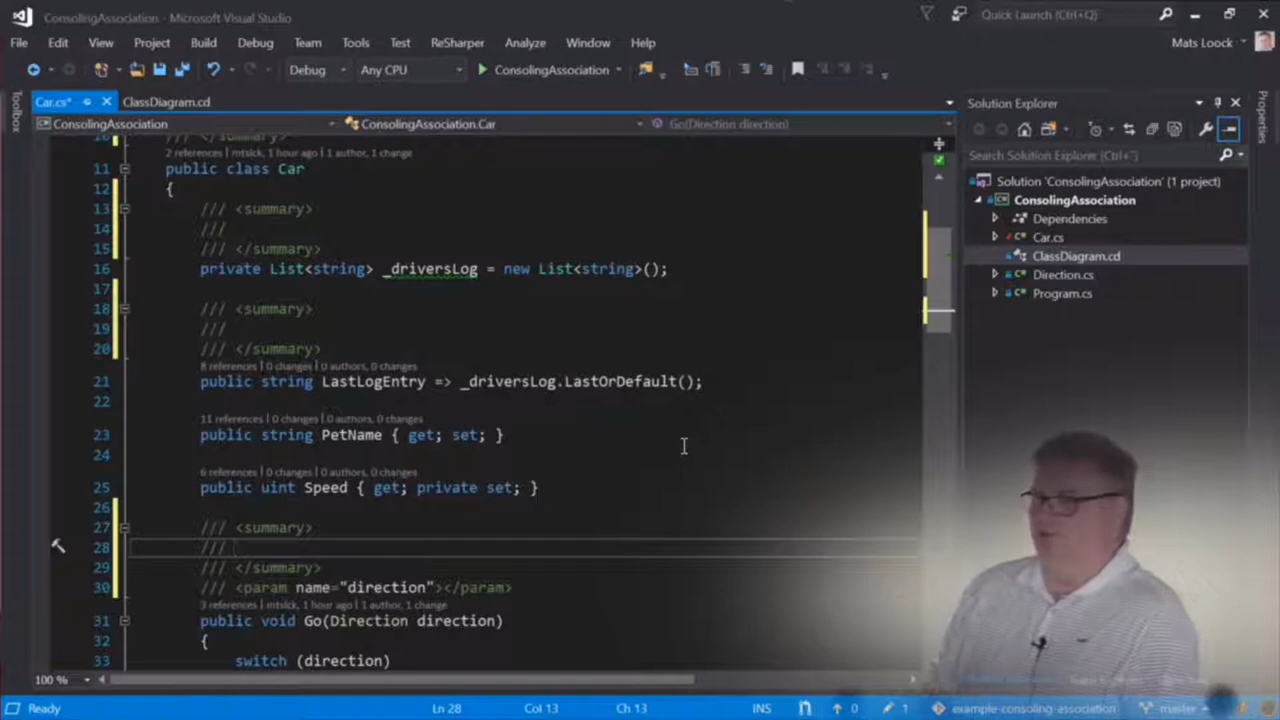 ConsolingAssociation - Microsoft Visual Studio
Quick Launch (Ctrl+Q)
File Edit View Project Build Debug Team Tools Test ReSharper Analyze Window Help
Mats Loock
Debug Any CPU ConsolingAssociation
Toolbox
Car.cs* ClassDiagram.cd
Solution Explorer
Properties
ConsolingAssociation ConsolingAssociation.Car Go(Direction direction)
Search Solution Explorer (Ctrl+¨)
Solution 'ConsolingAssociation' (1 project)
ConsolingAssociation
Dependencies
Car.cs
ClassDiagram.cd
Direction.cs
Program.cs
10 /// </summary>
2 references | mtslck, 1 hour ago | 1 author, 1 change
11 public class Car
12 {
13 /// <summary>
14 ///
15 /// </summary>
16 private List<string> _driversLog = new List<string>();
17
18 /// <summary>
19 ///
20 /// </summary>
8 references | 0 changes | 0 authors, 0 changes
21 public string LastLogEntry => _driversLog.LastOrDefault();
22
11 references | 0 changes | 0 authors, 0 changes
23 public string PetName { get; set; }
24
6 references | 0 changes | 0 authors, 0 changes
25 public uint Speed { get; private set; }
26
27 /// <summary>
28 ///
29 /// </summary>
30 /// <param name="direction"></param>
3 references | mtslck, 1 hour ago | 1 author, 1 change
31 public void Go(Direction direction)
32 {
33 switch (direction)
100 %
Ready Ln 28 Col 13 Ch 13 INS 0 1 example-consoling-association master